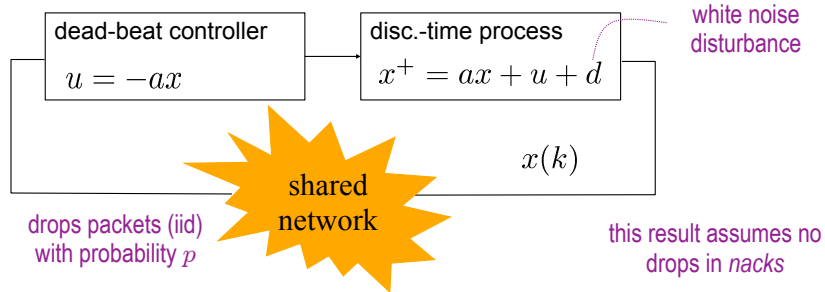 dead-beat controller
u = −ax
disc.-time process
x⁺ = ax + u + d
white noise
disturbance
x(k)
shared
network
drops packets (iid)
with probability p
this result assumes no
drops in nacks